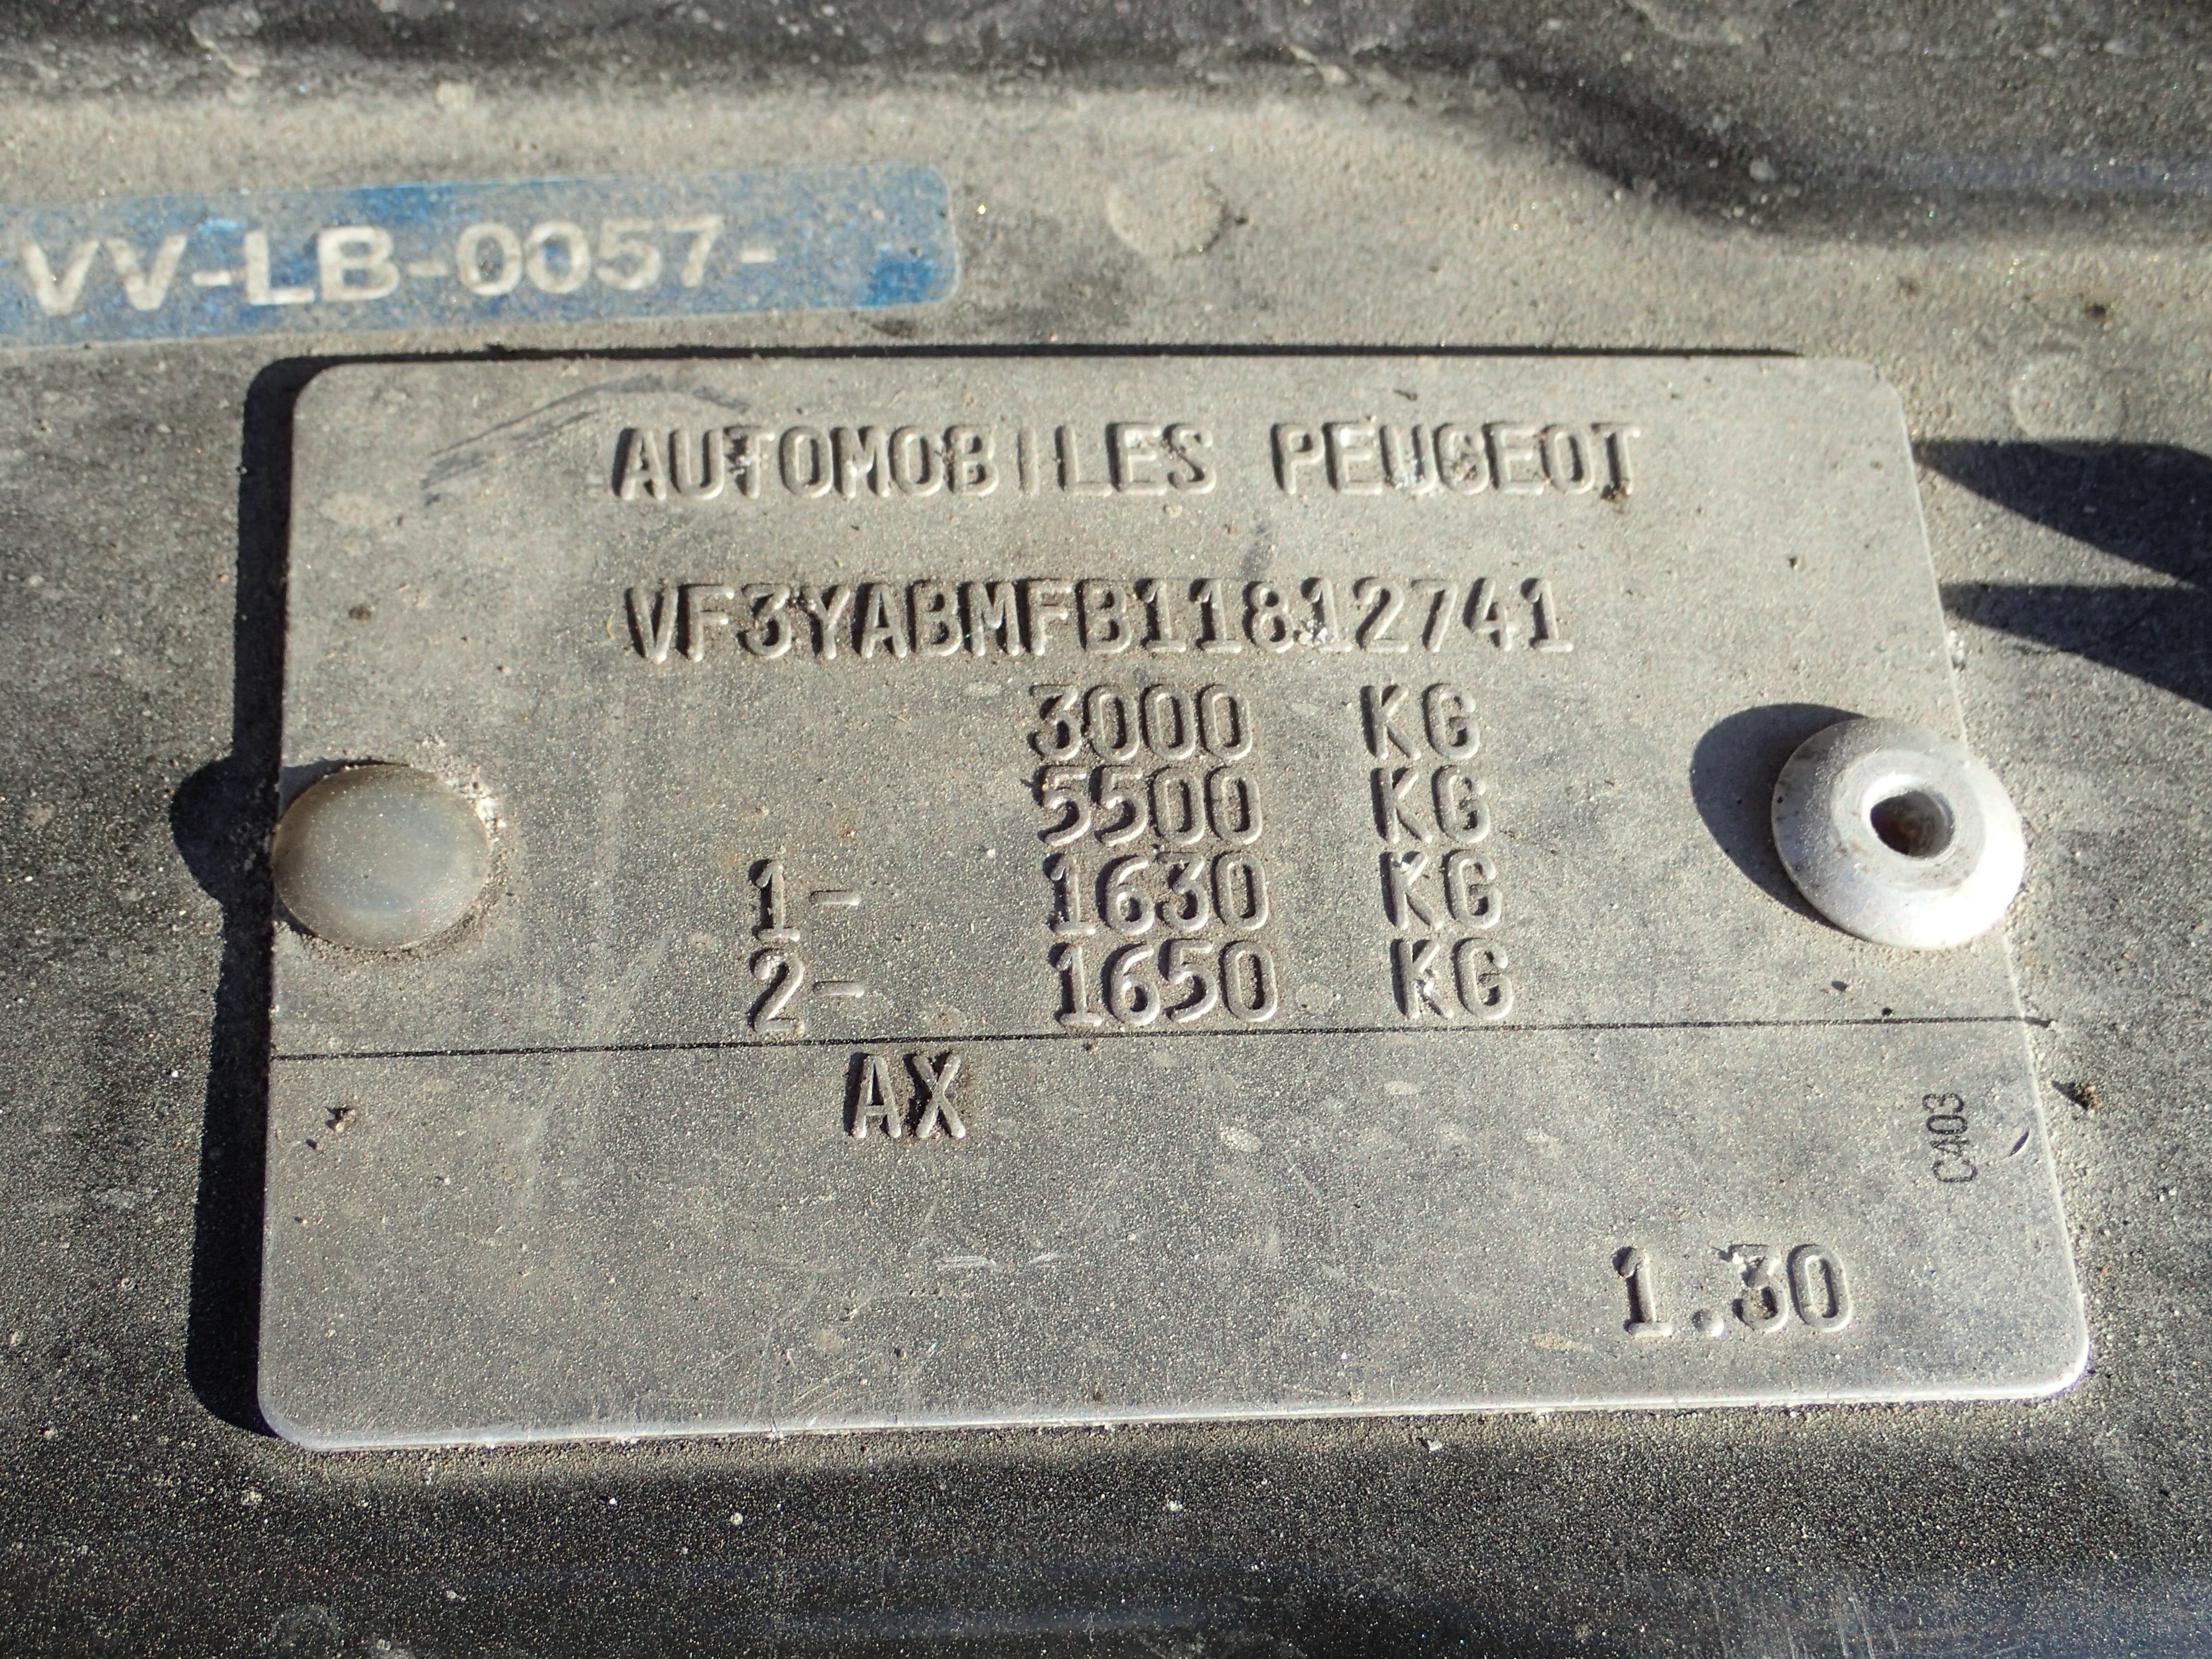 VV-LB-0057-
AUTOMOBILES PEUGEOT
VF3YABMFB11812741
3000 KG
5500 KG
1- 1630 KG
2- 1650 KG
AX
C403
1.30